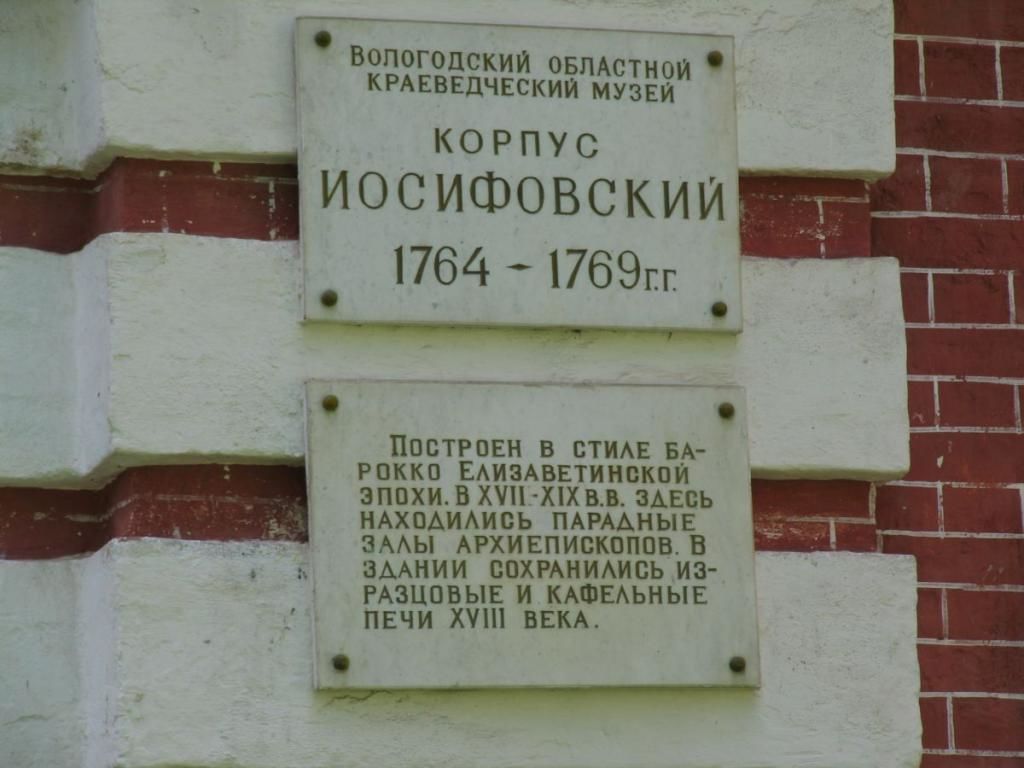 ВОЛОГОДСКИЙ ОБЛАСТНОЙ
КРАЕВЕДЧЕСКИЙ МУЗЕЙ
КОРПУС
ИОСИФОВСКИЙ
1764 - 1769г.г.
ПОСТРОЕН В СТИЛЕ БА-
РОККО ЕЛИЗАВЕТИНСКОЙ
ЭПОХИ. В XVII-XIX В.В. ЗДЕСЬ
НАХОДИЛИСЬ ПАРАДНЫЕ
ЗАЛЫ АРХИЕПИСКОПОВ. В
ЗДАНИИ СОХРАНИЛИСЬ ИЗ-
РАЗЦОВЫЕ И КАФЕЛЬНЫЕ
ПЕЧИ XVIII ВЕКА.